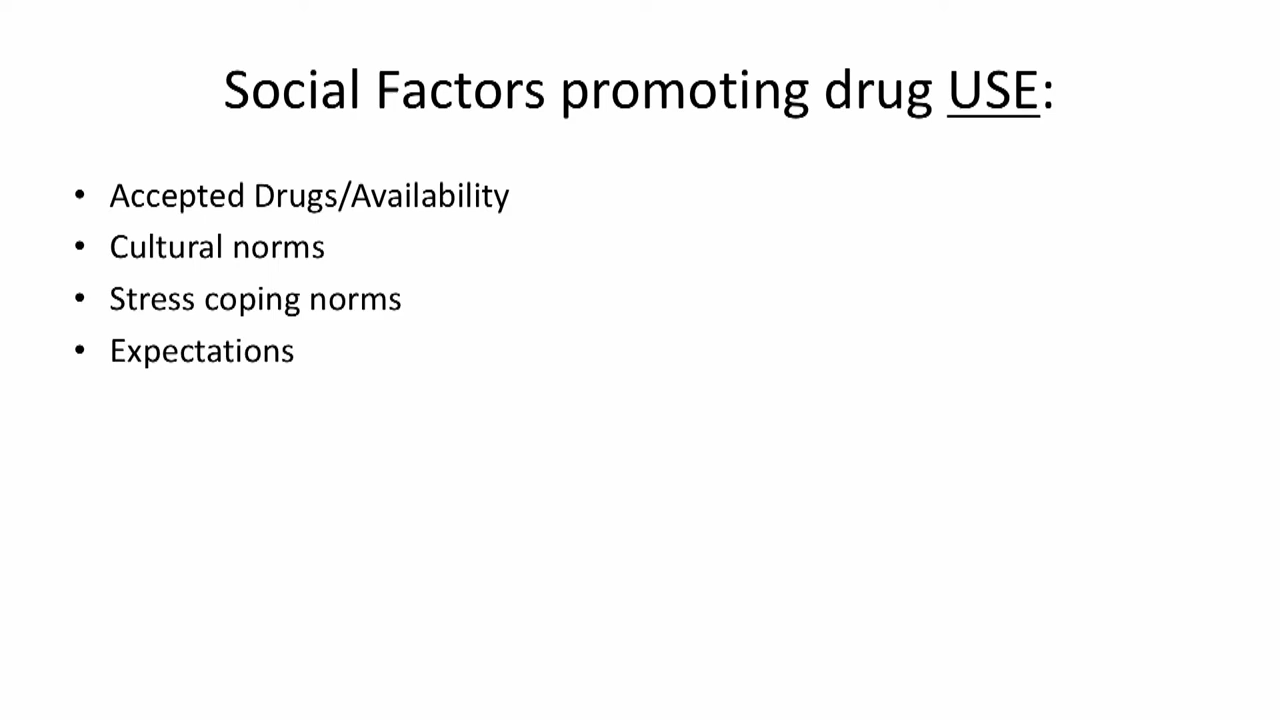 Social Factors promoting drug USE:
• Accepted Drugs/Availability
• Cultural norms
• Stress coping norms
• Expectations